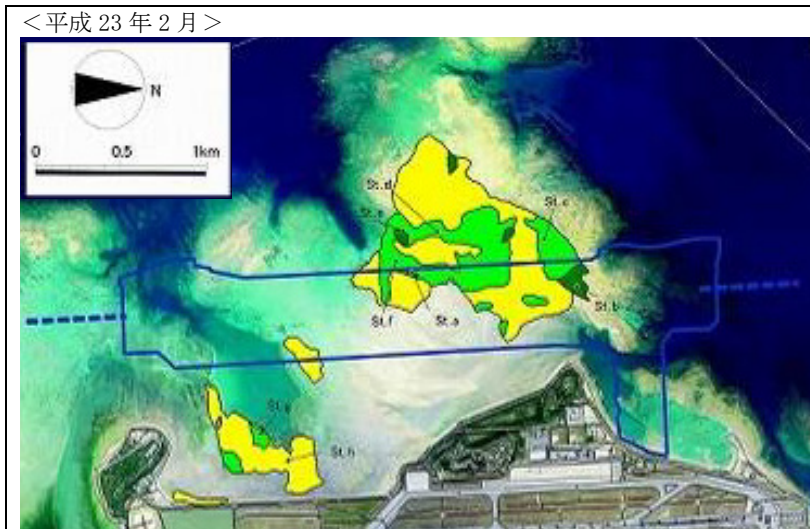 ＜平成 23 年 2 月＞
N
0 0.5 1km
St.d
St.e
St.c
St.b
St.f
St.a
St.g
St.h